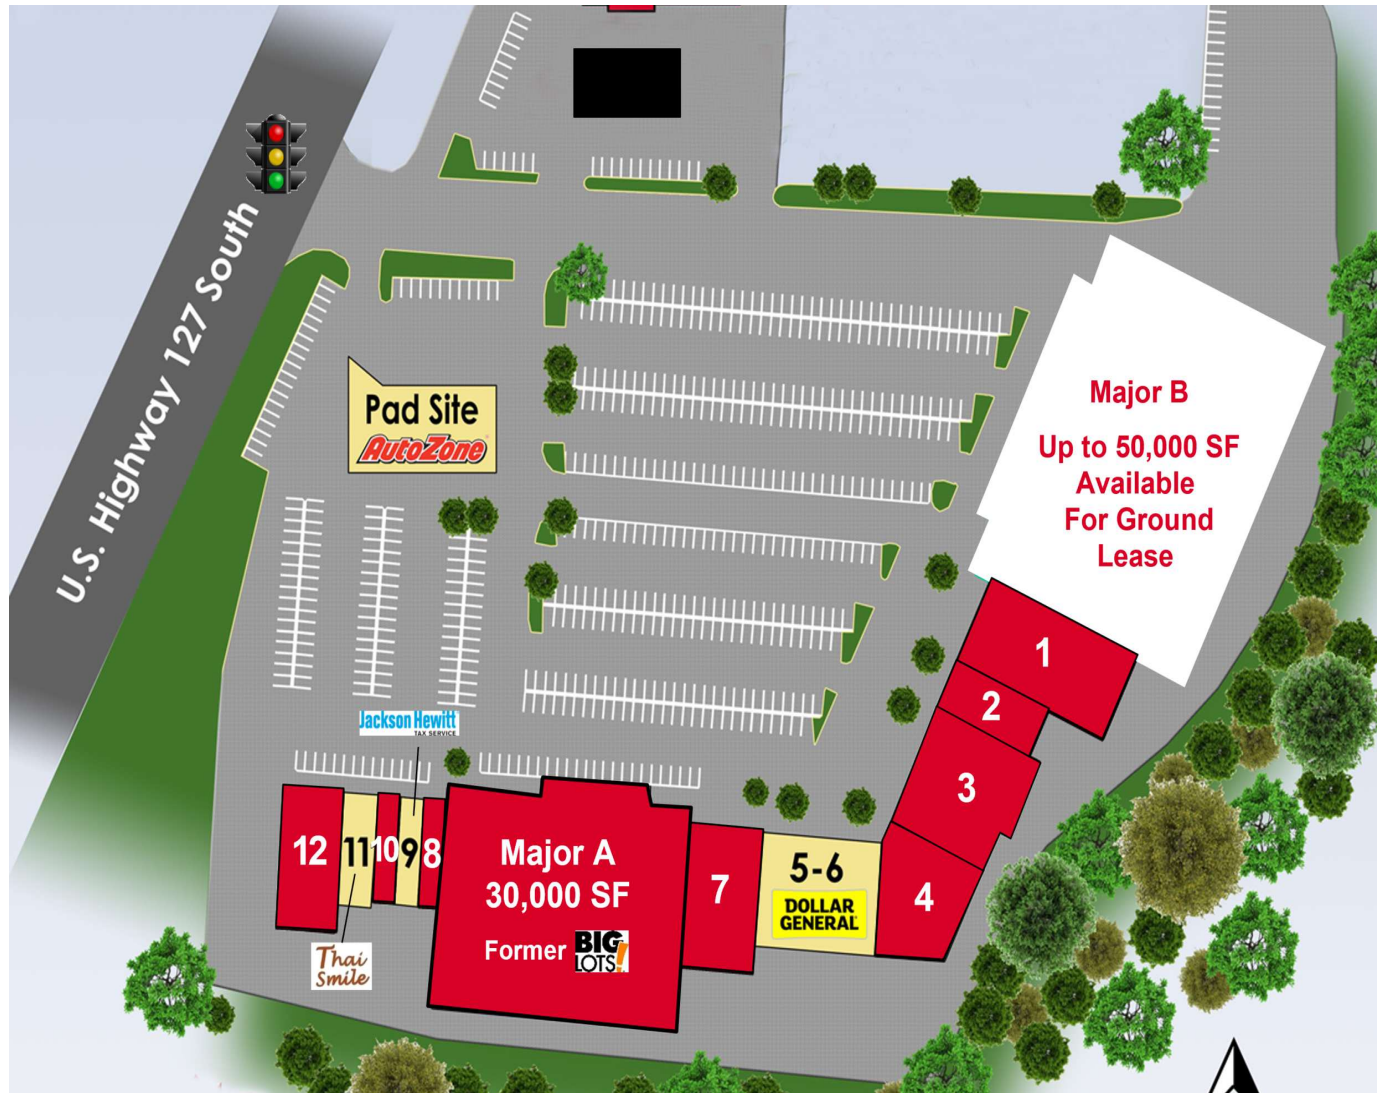 U.S. Highway 127 South
Pad Site
AutoZone
Major B
Up to 50,000 SF
Available
For Ground
Lease
1
2
3
4
5-6
DOLLAR
GENERAL
7
Major A
30,000 SF
Former BIG
LOTS!
8
9
10
11
12
Jackson Hewitt
TAX SERVICE
Thai
Smile